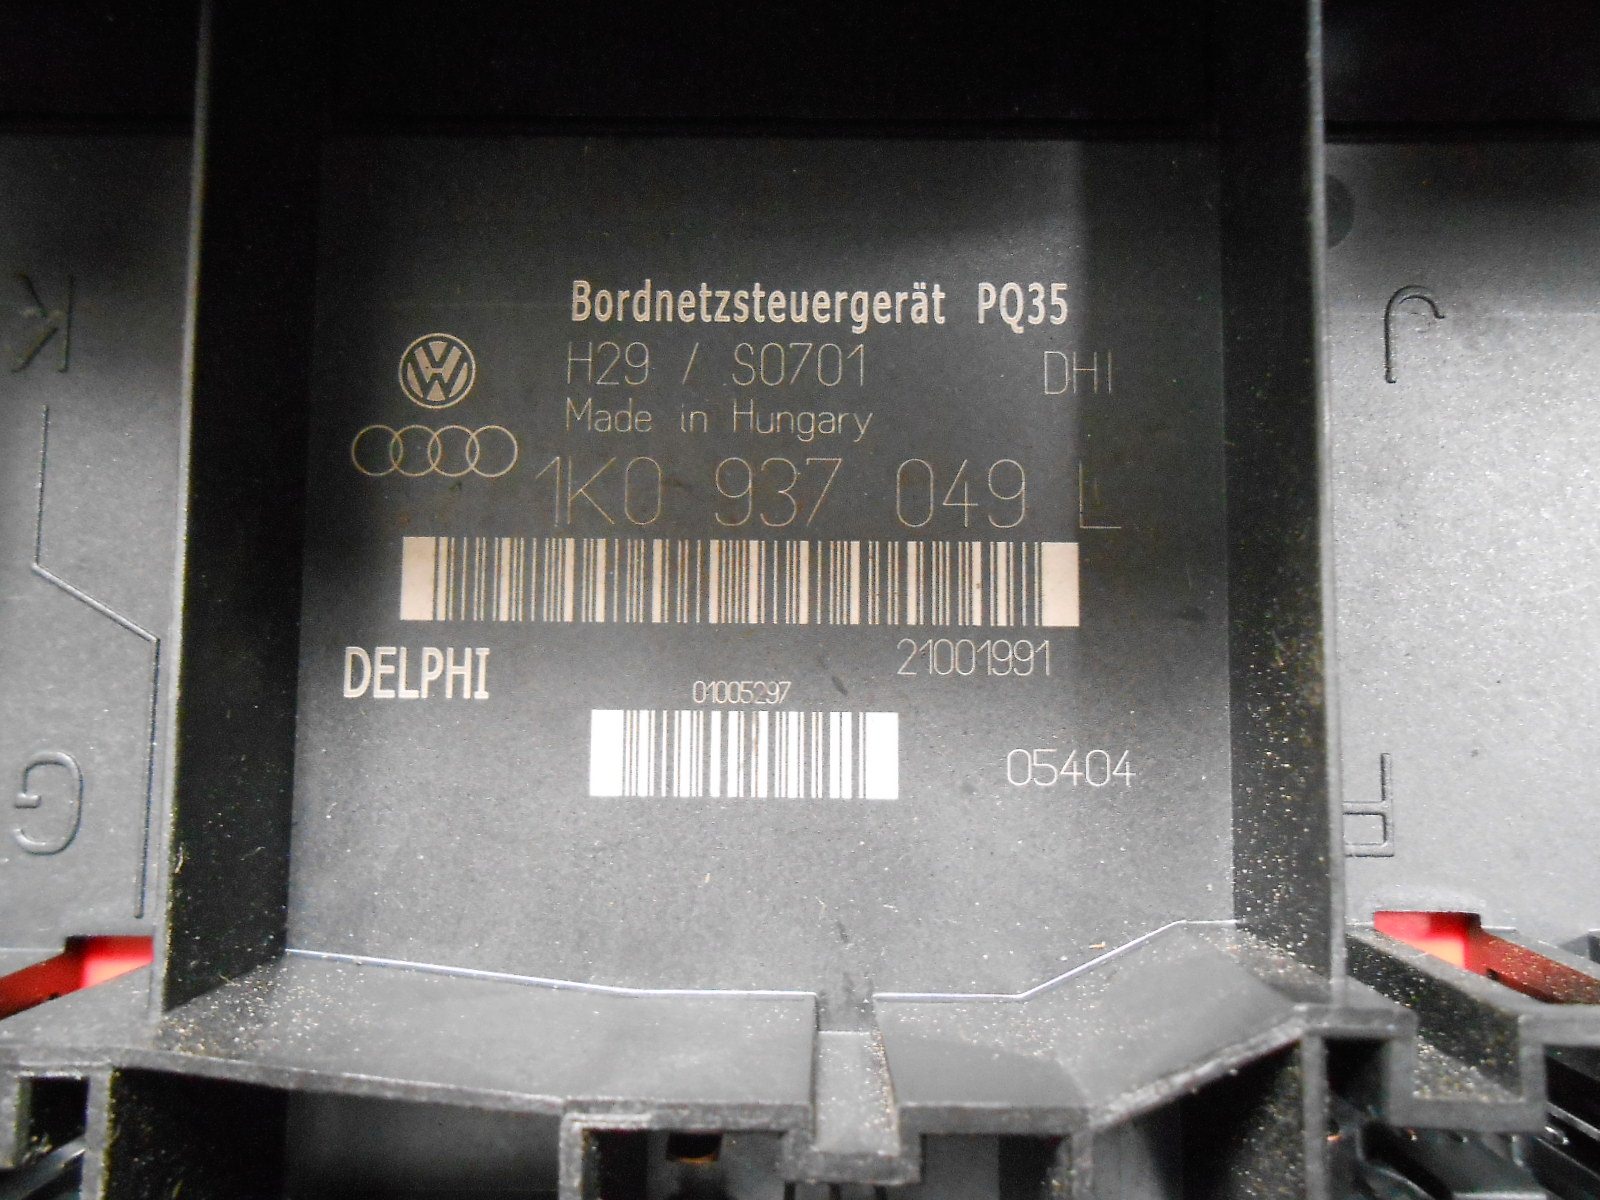 Bordnetzsteuergerät PQ35
H29 / S0701 DHI
Made in Hungary
1K0 937 049 L
21001991
DELPHI
01005297
05404
K
G
J
F